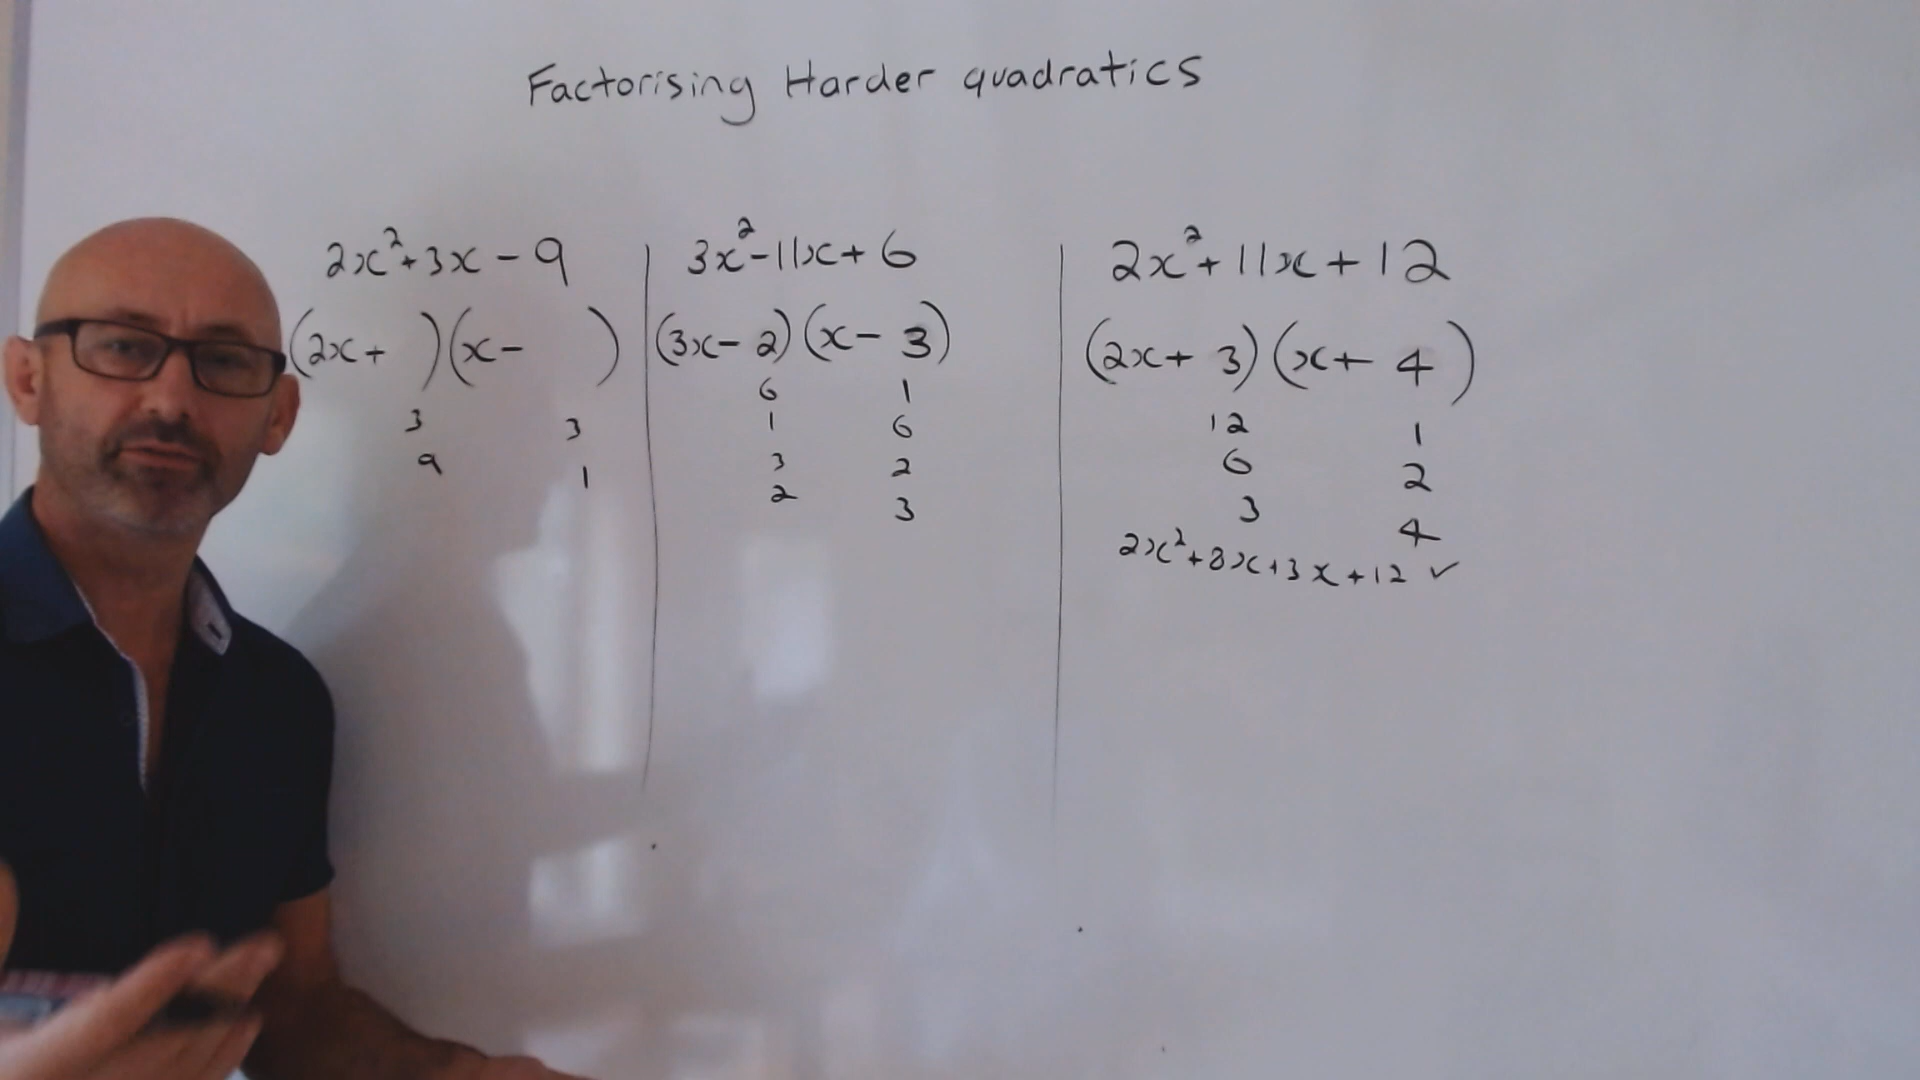 Factorising Harder quadratics
2x²+3x-9
(2x+ )(x- )
3 3
9 1
3x²-11x+6
(3x-2)(x-3)
6 1
1 6
3 2
2 3
2x²+11x+12
(2x+3)(x+4)
12 1
6 2
3 4
2x²+8x+3x+12 ✓